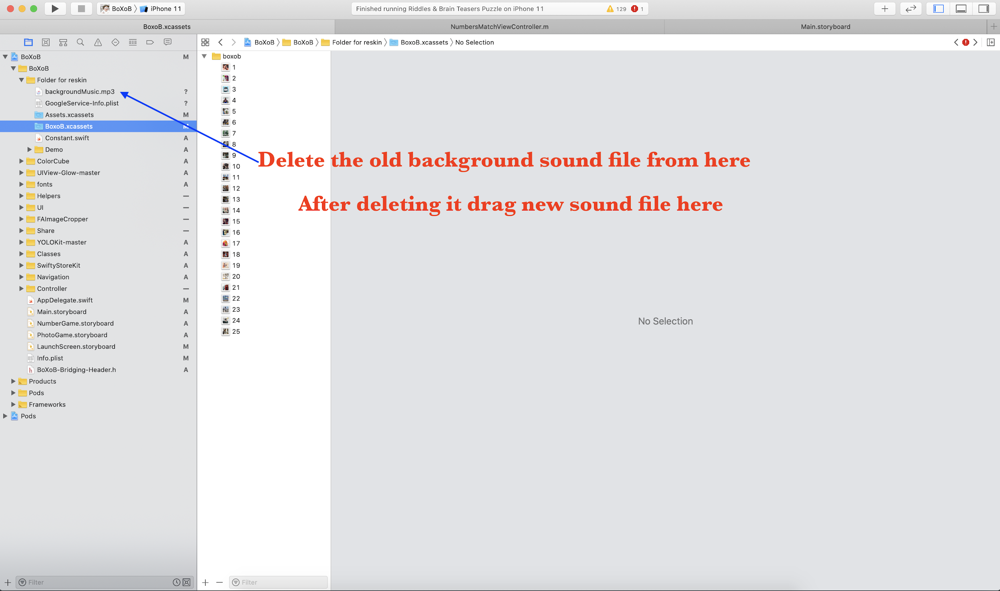 BoXoB iPhone 11
Finished running Riddles & Brain Teasers Puzzle on iPhone 11
129 1
BoxoB.xcassets
NumbersMatchViewController.m
Main.storyboard
BoXoB BoXoB Folder for reskin BoxoB.xcassets No Selection
BoXoB M
BoXoB
Folder for reskin
backgroundMusic.mp3 ?
GoogleService-Info.plist ?
Assets.xcassets M
BoxoB.xcassets M
Constant.swift A
Demo A
ColorCube A
UIView-Glow-master A
fonts A
Helpers
UI
FAImageCropper
Share
YOLOKit-master A
Classes A
SwiftyStoreKit A
Navigation A
Controller
AppDelegate.swift M
Main.storyboard A
NumberGame.storyboard A
PhotoGame.storyboard A
LaunchScreen.storyboard M
Info.plist M
BoXoB-Bridging-Header.h A
Products
Pods
Frameworks
Pods
Filter
boxob
1
2
3
4
5
6
7
8
9
10
11
12
13
14
15
16
17
18
19
20
21
22
23
24
25
Filter
Delete the old background sound file from here
After deleting it drag new sound file here
No Selection